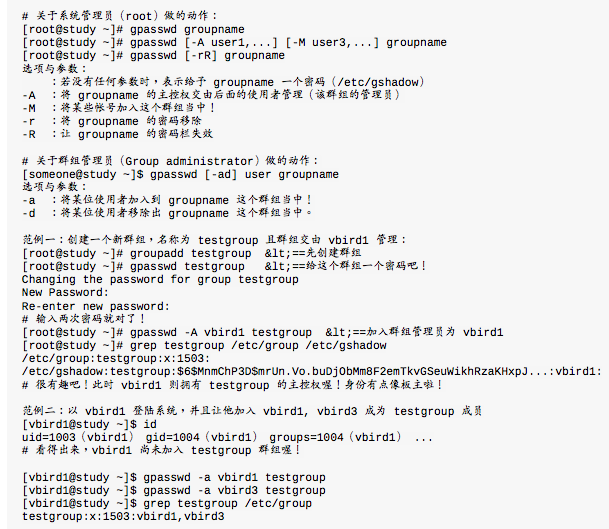 # 关于系统管理员（root）做的动作：
[root@study ~]# gpasswd groupname
[root@study ~]# gpasswd [-A user1,...] [-M user3,...] groupname
[root@study ~]# gpasswd [-rR] groupname
选项与参数：
：若没有任何参数时，表示给予 groupname 一个密码（/etc/gshadow）
-A ：将 groupname 的主控权交由后面的使用者管理（该群组的管理员）
-M ：将某些帐号加入这个群组当中！
-r ：将 groupname 的密码移除
-R ：让 groupname 的密码栏失效
# 关于群组管理员（Group administrator）做的动作：
[someone@study ~]$ gpasswd [-ad] user groupname
选项与参数：
-a ：将某位使用者加入到 groupname 这个群组当中！
-d ：将某位使用者移除出 groupname 这个群组当中。
范例一：创建一个新群组，名称为 testgroup 且群组交由 vbird1 管理：
[root@study ~]# groupadd testgroup &lt;==先创建群组
[root@study ~]# gpasswd testgroup &lt;==给这个群组一个密码吧！
Changing the password for group testgroup
New Password:
Re-enter new password:
# 输入两次密码就对了！
[root@study ~]# gpasswd -A vbird1 testgroup &lt;==加入群组管理员为 vbird1
[root@study ~]# grep testgroup /etc/group /etc/gshadow
/etc/group:testgroup:x:1503:
/etc/gshadow:testgroup:$6$MnmChP3D$mrUn.Vo.buDjObMm8F2emTkvGSeuWikhRzaKHxpJ...:vbird1:
# 很有趣吧！此时 vbird1 则拥有 testgroup 的主控权喔！身份有点像板主啦！
范例二：以 vbird1 登陆系统，并且让他加入 vbird1, vbird3 成为 testgroup 成员
[vbird1@study ~]$ id
uid=1003（vbird1） gid=1004（vbird1） groups=1004（vbird1） ...
# 看得出来，vbird1 尚未加入 testgroup 群组喔！
[vbird1@study ~]$ gpasswd -a vbird1 testgroup
[vbird1@study ~]$ gpasswd -a vbird3 testgroup
[vbird1@study ~]$ grep testgroup /etc/group
testgroup:x:1503:vbird1,vbird3